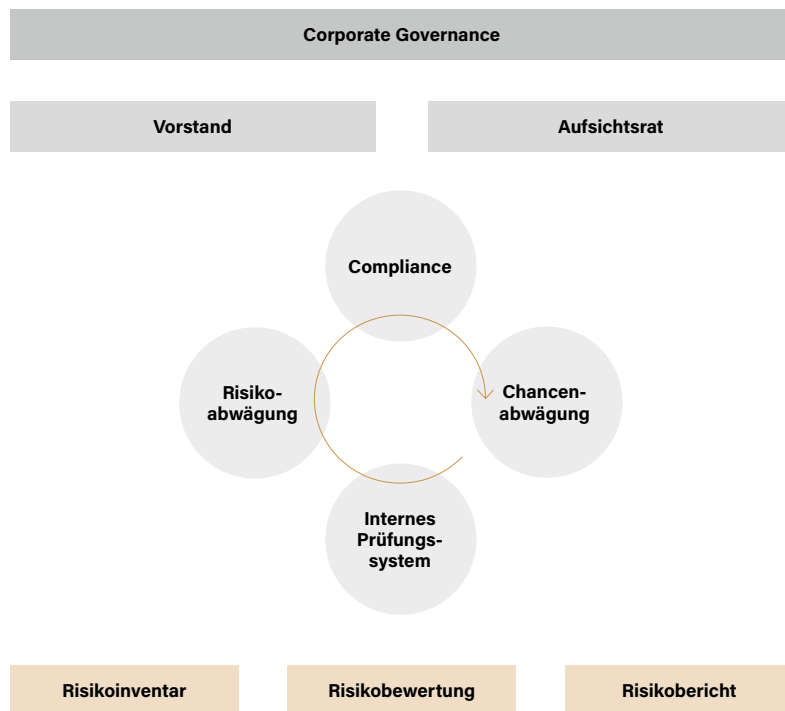 Corporate Governance
Vorstand
Aufsichtsrat
Compliance
Risiko-
abwägung
Chancen-
abwägung
Internes
Prüfungs-
system
Risikoinventar
Risikobewertung
Risikobericht